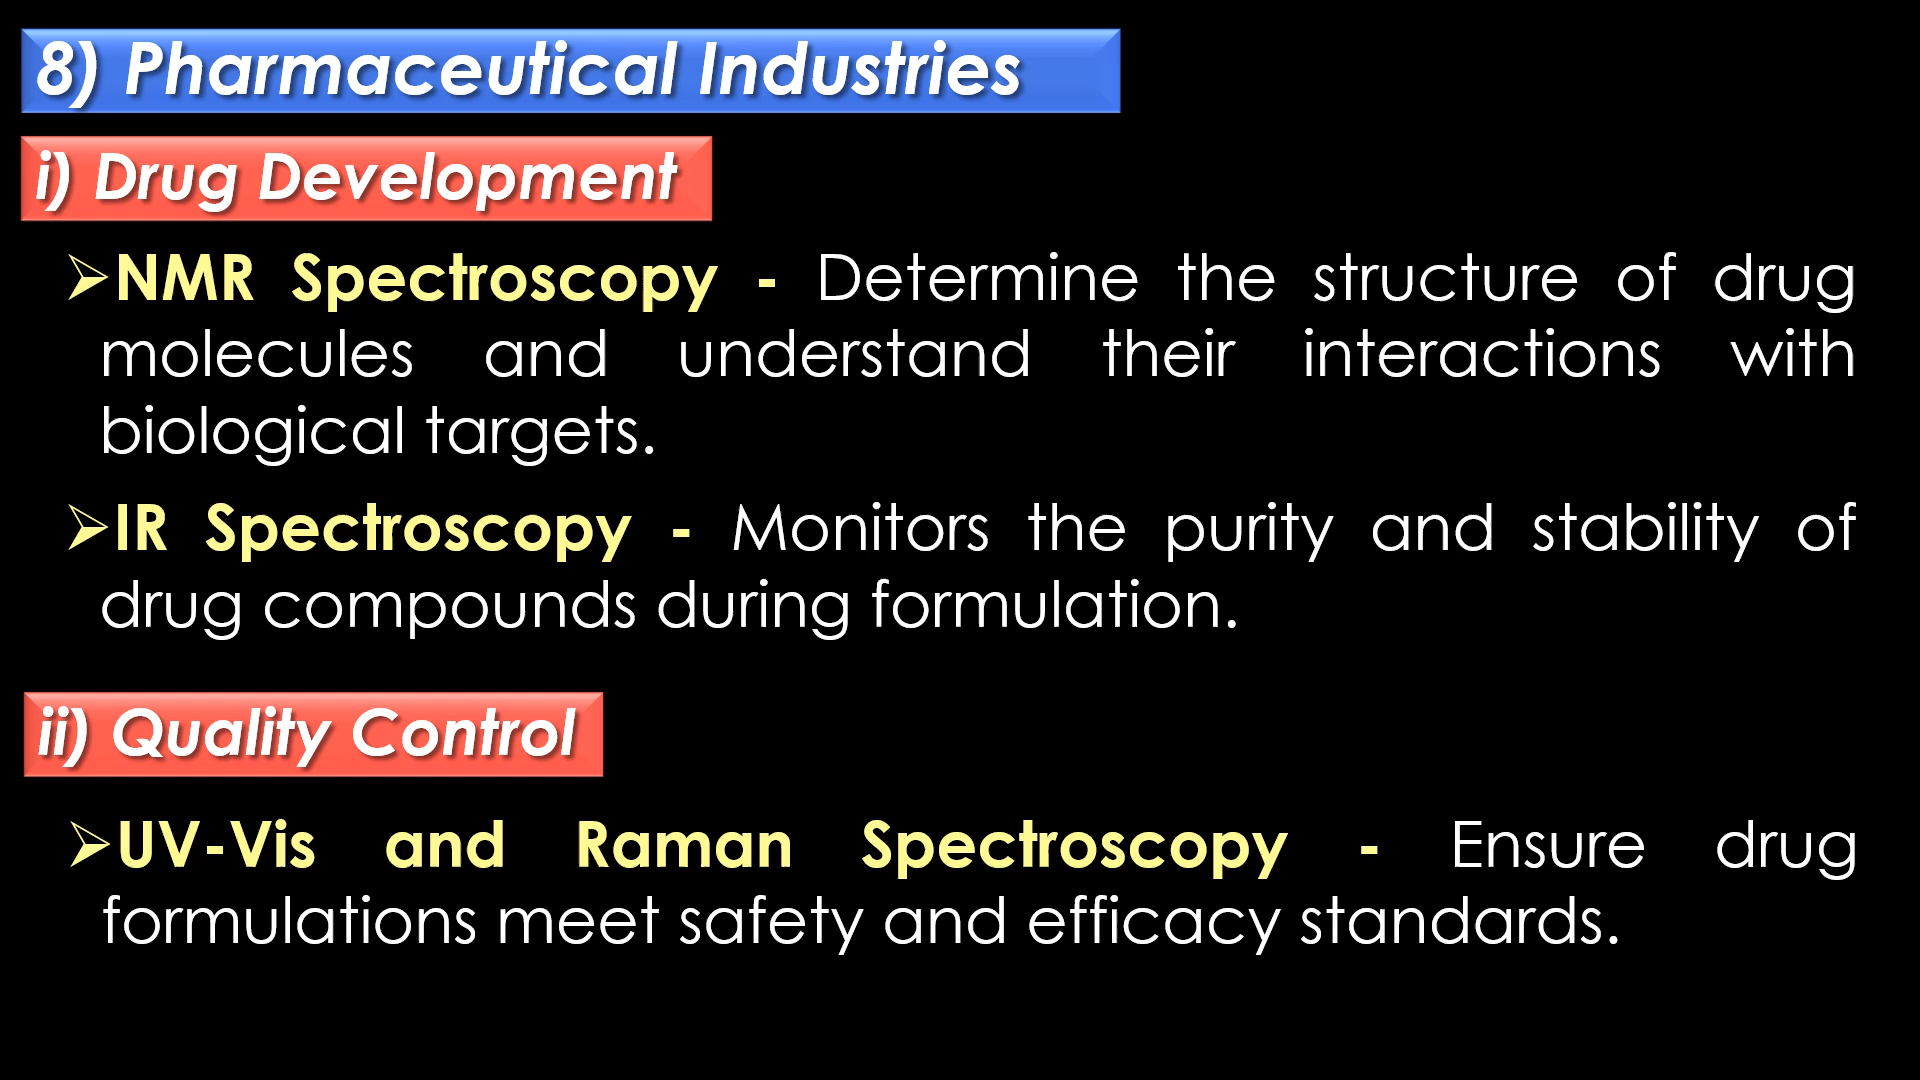 8) Pharmaceutical Industries
i) Drug Development
➢NMR Spectroscopy - Determine the structure of drug
molecules and understand their interactions with
biological targets.
➢IR Spectroscopy - Monitors the purity and stability of
drug compounds during formulation.
ii) Quality Control
➢UV-Vis and Raman Spectroscopy - Ensure drug
formulations meet safety and efficacy standards.